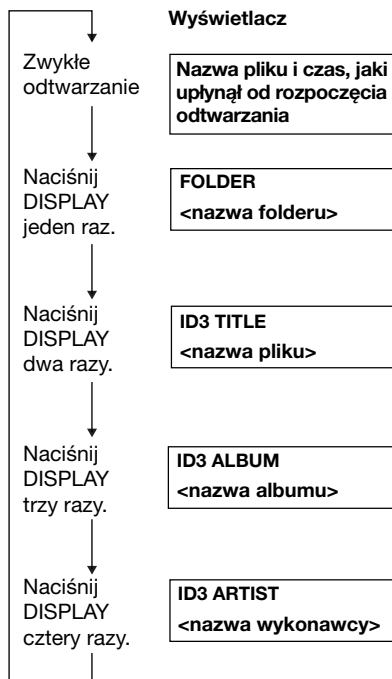 Wyświetlacz
Zwykłe
odtwarzanie
Nazwa pliku i czas, jaki
upłynął od rozpoczęcia
odtwarzania
Naciśnij
DISPLAY
jeden raz.
FOLDER
<nazwa folderu>
Naciśnij
DISPLAY
dwa razy.
ID3 TITLE
<nazwa pliku>
Naciśnij
DISPLAY
trzy razy.
ID3 ALBUM
<nazwa albumu>
Naciśnij
DISPLAY
cztery razy.
ID3 ARTIST
<nazwa wykonawcy>